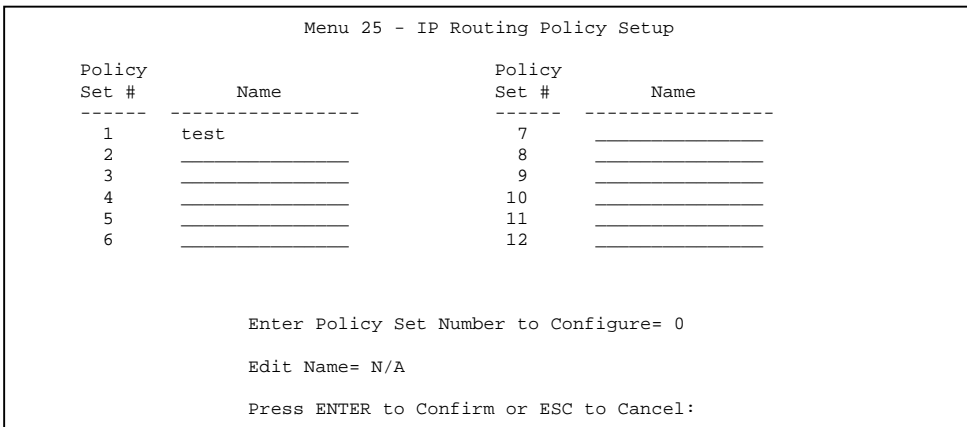 Menu 25 - IP Routing Policy Setup
Policy Policy
Set # Name Set # Name
------ ----------------- ------ -----------------
1 test 7 _______________
2 _______________ 8 _______________
3 _______________ 9 _______________
4 _______________ 10 _______________
5 _______________ 11 _______________
6 _______________ 12 _______________
Enter Policy Set Number to Configure= 0
Edit Name= N/A
Press ENTER to Confirm or ESC to Cancel: